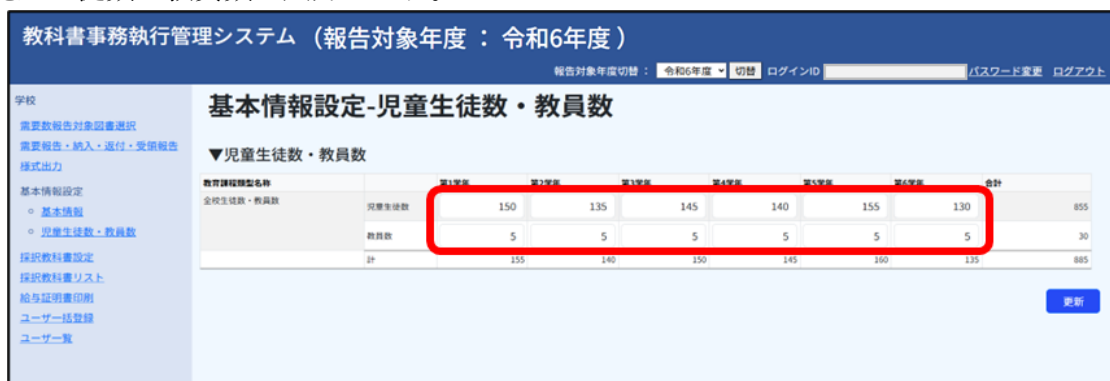 教科書事務執行管理システム （報告対象年度 ： 令和6年度 ）
報告対象年度切替： 令和6年度 切替 ログインID パスワード変更 ログアウト
学校
需要数報告対象図書選択
需要報告・納入・返付・受領報告
様式出力
基本情報設定
基本情報
児童生徒数・教員数
採択教科書設定
採択教科書リスト
給与証明書印刷
ユーザー括登録
ユーザー覧
基本情報設定-児童生徒数・教員数
▼児童生徒数・教員数
教育課程類型名称 第1学年 第2学年 第3学年 第4学年 第5学年 第6学年 合計
全校生徒数・教員数 児童生徒数 150 135 145 140 155 130 855
教員数 5 5 5 5 5 5 30
計 155 140 150 145 160 135 885
更新